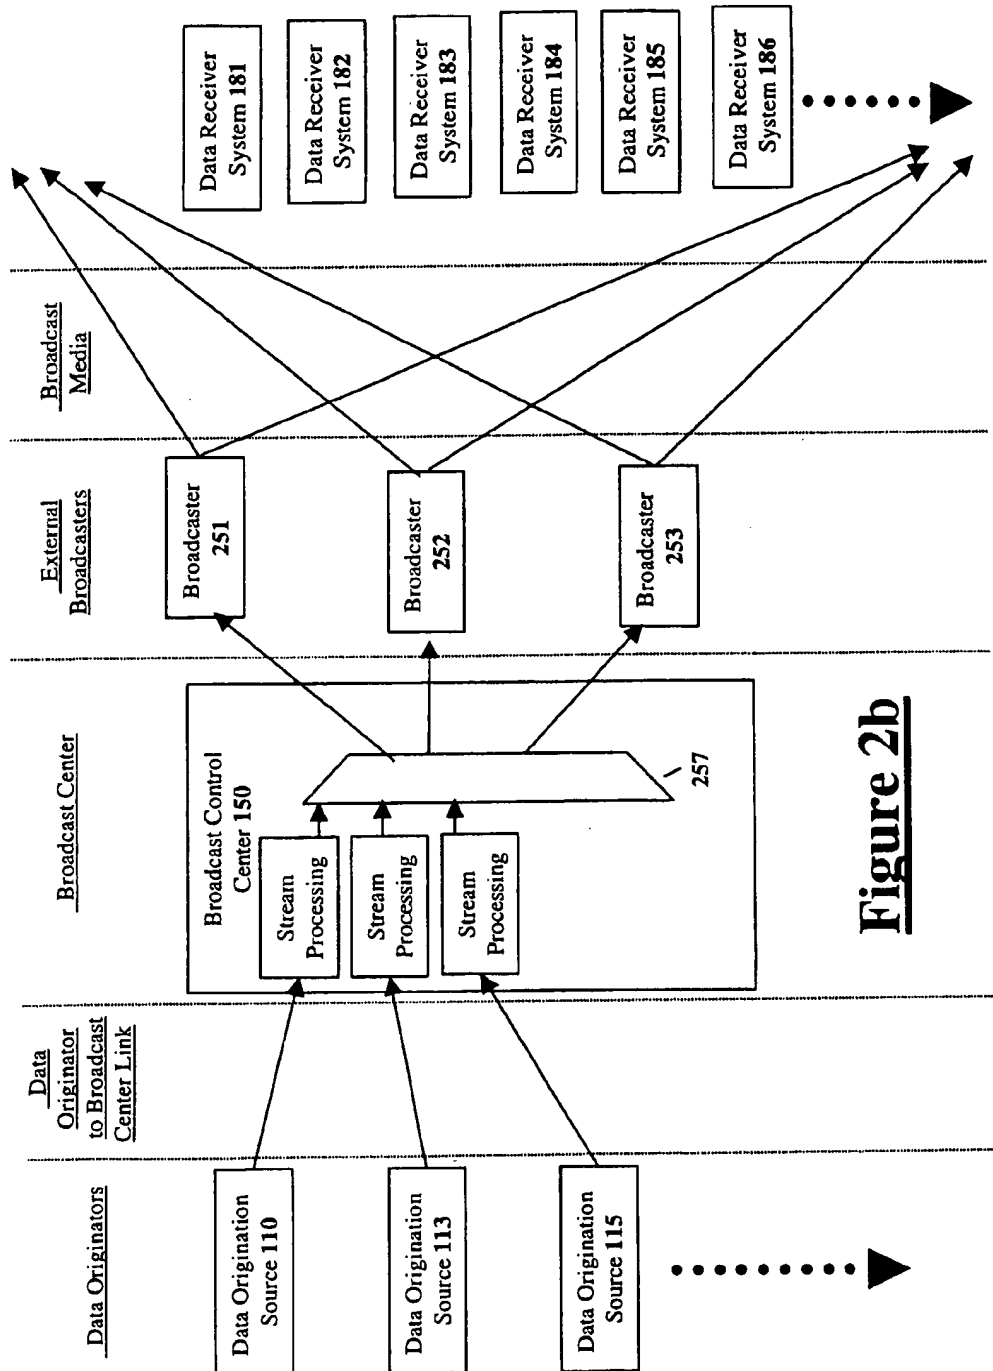 Data Originators
Data
Originator
to Broadcast
Center Link
Broadcast Center
External
Broadcasters
Broadcast
Media
Data Origination
Source 110
Data Origination
Source 113
Data Origination
Source 115
Broadcast Control
Center 150
Stream
Processing
Stream
Processing
Stream
Processing
257
Broadcaster
251
Broadcaster
252
Broadcaster
253
Data Receiver
System 181
Data Receiver
System 182
Data Receiver
System 183
Data Receiver
System 184
Data Receiver
System 185
Data Receiver
System 186
Figure 2b